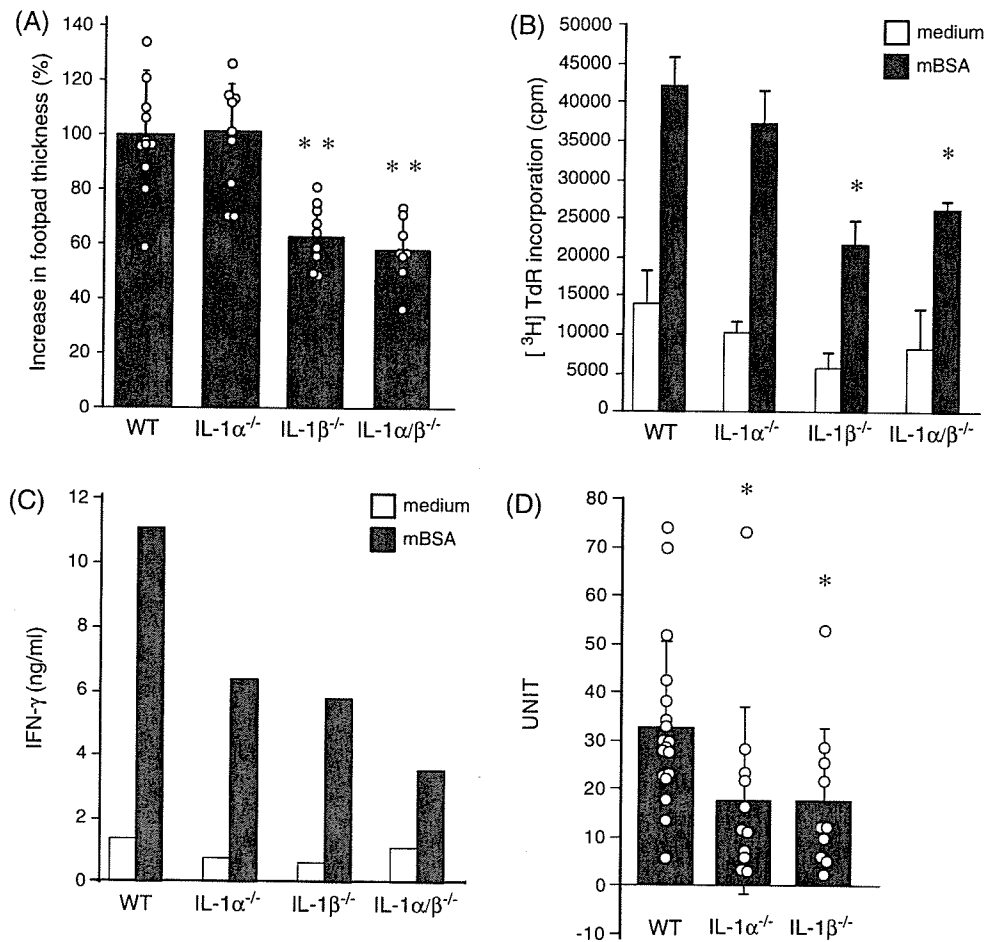 (A)
Increase in footpad thickness (%)
140
120
100
80
60
40
20
0
* *
* *
WT IL-1α-/- IL-1β-/- IL-1α/β-/-
(B)
[ 3H] TdR incorporation (cpm)
50000
45000
40000
35000
30000
25000
20000
15000
10000
5000
0
medium
mBSA
*
*
WT IL-1α-/- IL-1β-/- IL-1α/β-/-
(C)
IFN-γ (ng/ml)
12
10
8
6
4
2
0
medium
mBSA
WT IL-1α-/- IL-1β-/- IL-1α/β-/-
(D)
UNIT
80
70
60
50
40
30
20
10
0
-10
*
*
WT IL-1α-/- IL-1β-/-